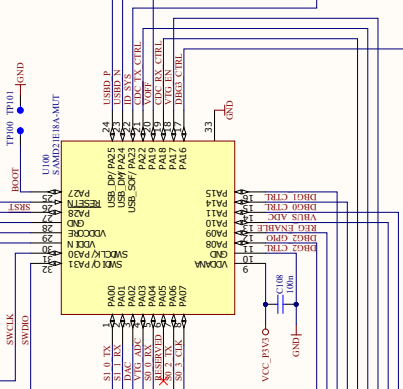 USBD_P
USBD_N
ID_SYS
CDC_TX_CTRL
VOFF
CDC_RX_CTRL
VTG_EN
DBG3_CTRL
GND
TP101
TP100
BOOT
SRST
U100
SAMD21E18A-MUT
24
23
22
21
20
19
18
17
33
GND
USB_DP/ PA25
USB_DM/ PA24
USB_SOF/ PA23
PA22
PA19
PA18
PA17
PA16
PA27
25
RESETN
26
PA28
27
GND
28
VDDCORE
29
VDDIN
30
SWDCLK/ PA30
31
SWDIO/ PA31
32
PA15
16
DBG1_CTRL
PA14
15
DBG0_CTRL
PA11
14
VBUS_ADC
PA10
13
REG_ENABLE
PA09
12
DBG2_GPIO
PA08
11
DBG2_CTRL
GND
10
VDDANA
9
PA00
PA01
PA02
PA03
PA04
PA05
PA06
PA07
1
2
3
4
5
6
7
8
S1_0_TX
S1_1_RX
DAC
VTG_ADC
S0_0_RX
RESERVED
S0_2_TX
S0_3_CLK
SWCLK
SWDIO
C108
100n
VCC_P3V3
GND